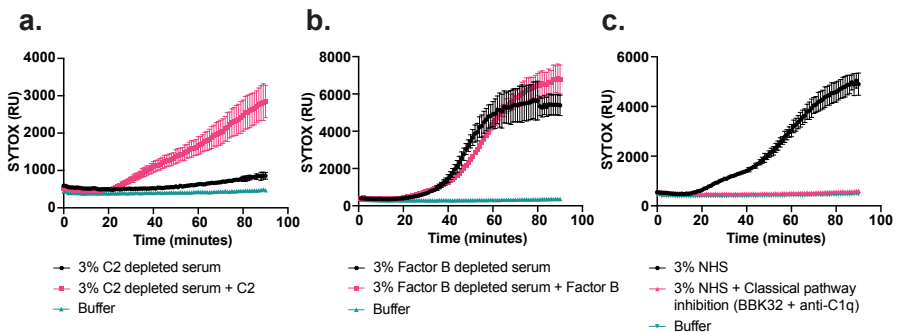 a.
SYTOX (RU)
4000
3000
2000
1000
0
0 20 40 60 80 100
Time (minutes)
3% C2 depleted serum
3% C2 depleted serum + C2
Buffer
b.
SYTOX (RU)
8000
6000
4000
2000
0
0 20 40 60 80 100
Time (minutes)
3% Factor B depleted serum
3% Factor B depleted serum + Factor B
Buffer
c.
SYTOX (RU)
6000
4000
2000
0
0 20 40 60 80 100
Time (minutes)
3% NHS
3% NHS + Classical pathway
inhibition (BBK32 + anti-C1q)
Buffer